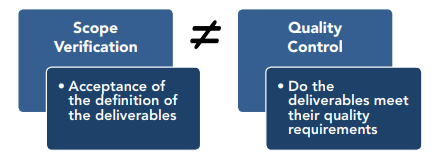 Scope
Verification
• Acceptance of
the definition of
the deliverables
≠
Quality
Control
• Do the
deliverables meet
their quality
requirements